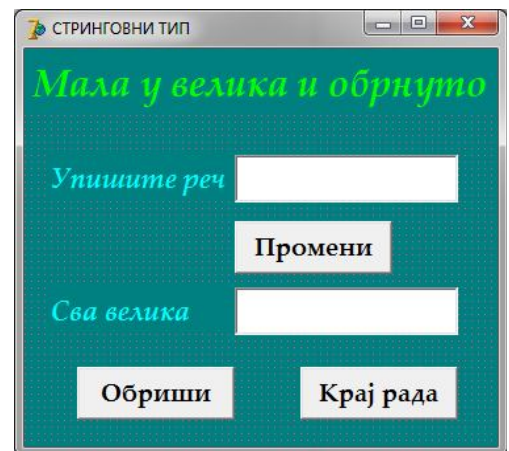 СТРИНГОВНИ ТИП
Мала у велика и обрнуто
Упишите реч
Промени
Сва велика
Обриши Крај рада